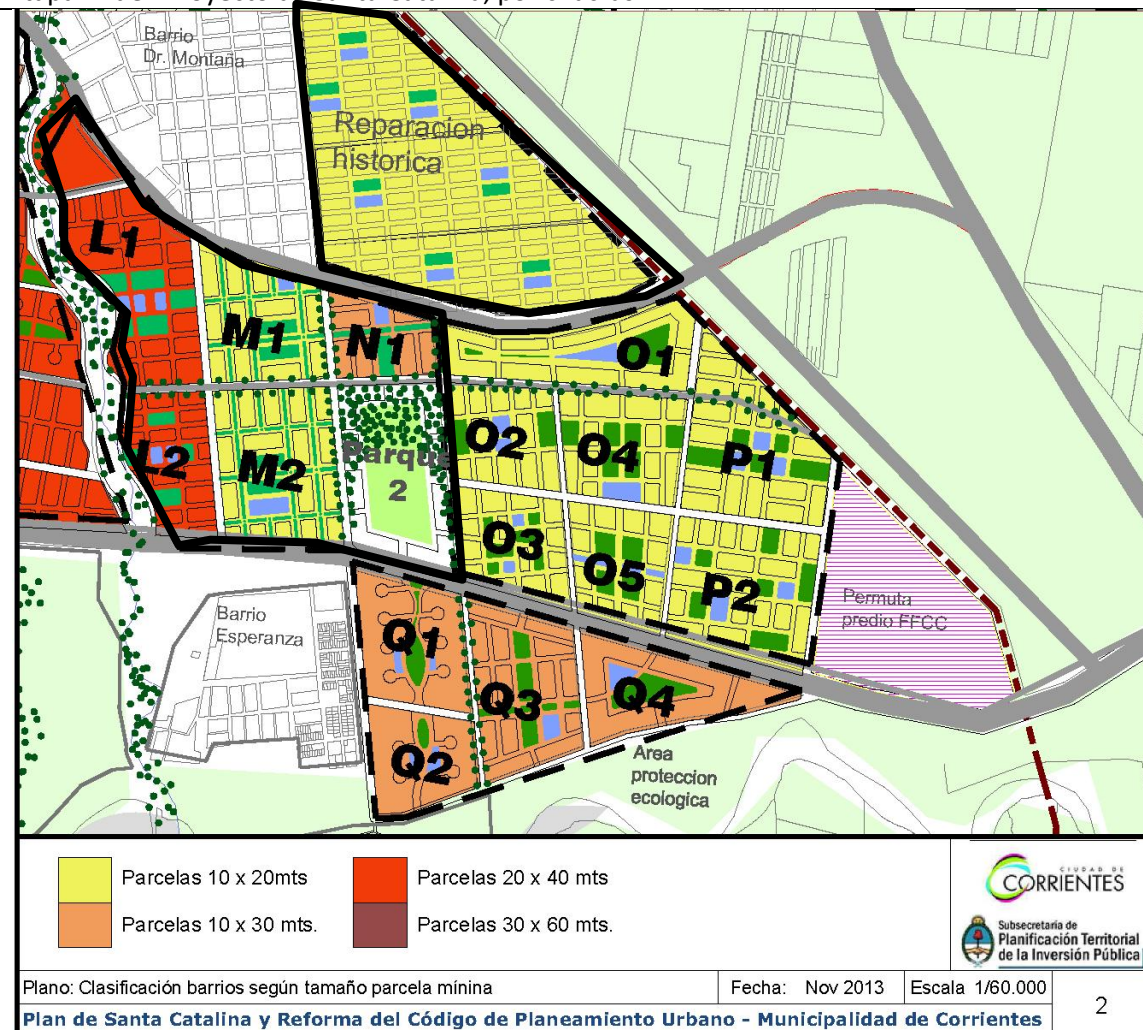 Barrio
Dr. Montaña
Reparacion
historica
L1
M1
N1
O1
L2
M2
Parque
2
O2
O4
P1
O3
O5
P2
Permuta
predio FFCC
Barrio
Esperanza
Q1
Q2
Q3
Q4
Area
proteccion
ecologica
Parcelas 10 x 20mts
Parcelas 20 x 40 mts
Parcelas 10 x 30 mts.
Parcelas 30 x 60 mts.
CIUDAD DE
CORRIENTES
Subsecretaría de
Planificación Territorial
de la Inversión Pública
Plano: Clasificación barrios según tamaño parcela mínina
Fecha: Nov 2013
Escala 1/60.000
Plan de Santa Catalina y Reforma del Código de Planeamiento Urbano - Municipalidad de Corrientes
2